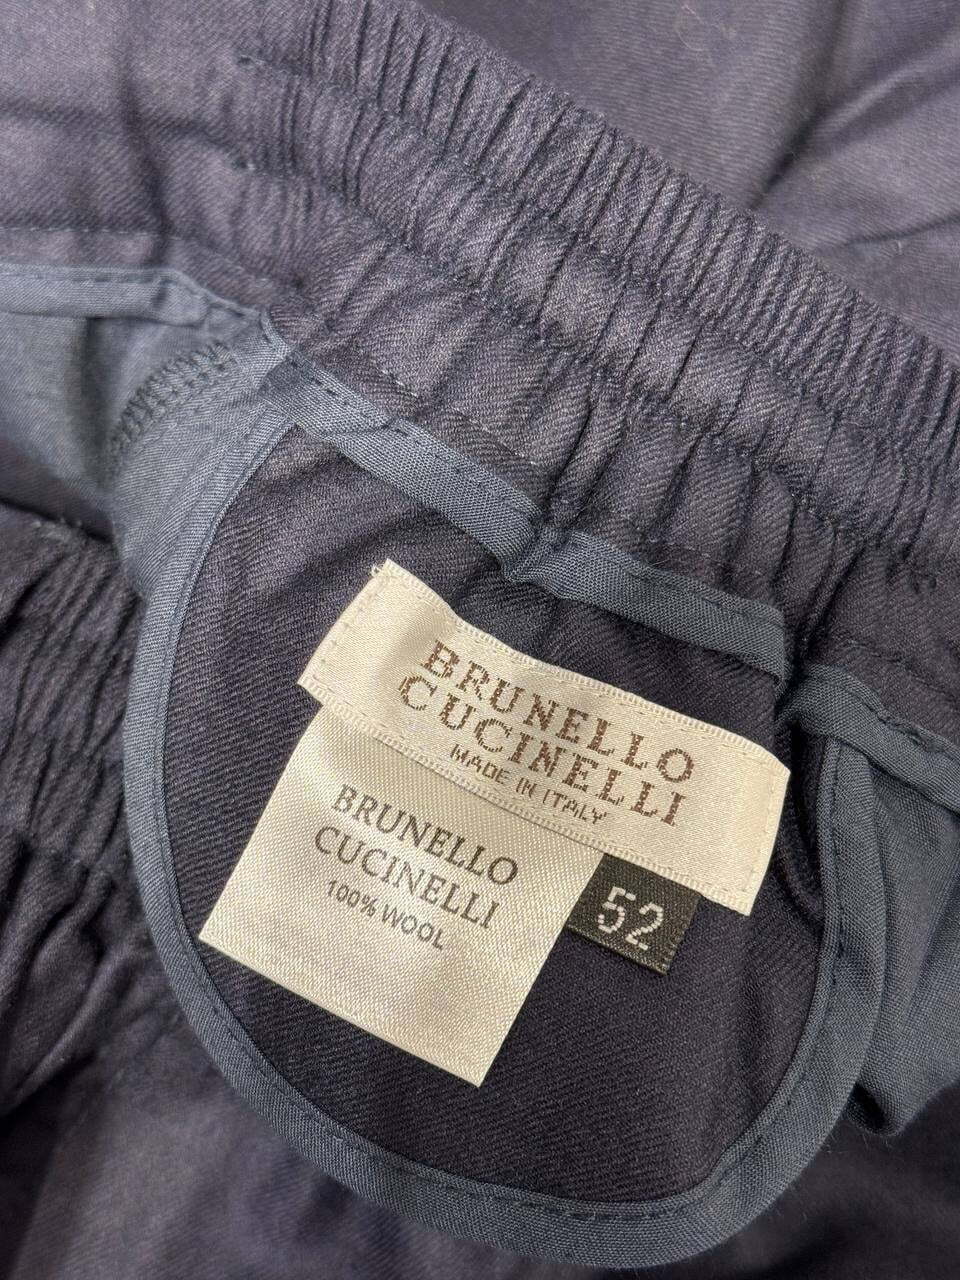 BRUNELLO
CUCINELLI
MADE IN ITALY
BRUNELLO
CUCINELLI
100% WOOL
52